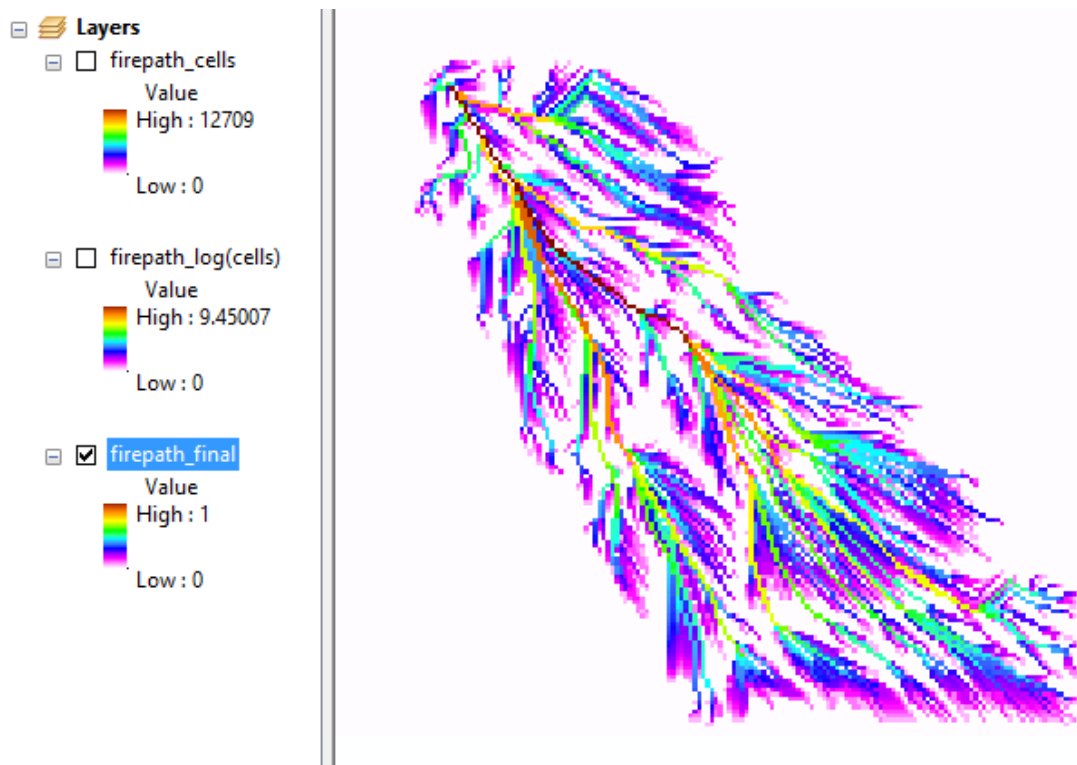 Layers
firepath_cells
Value
High : 12709
Low : 0
firepath_log(cells)
Value
High : 9.45007
Low : 0
firepath_final
Value
High : 1
Low : 0